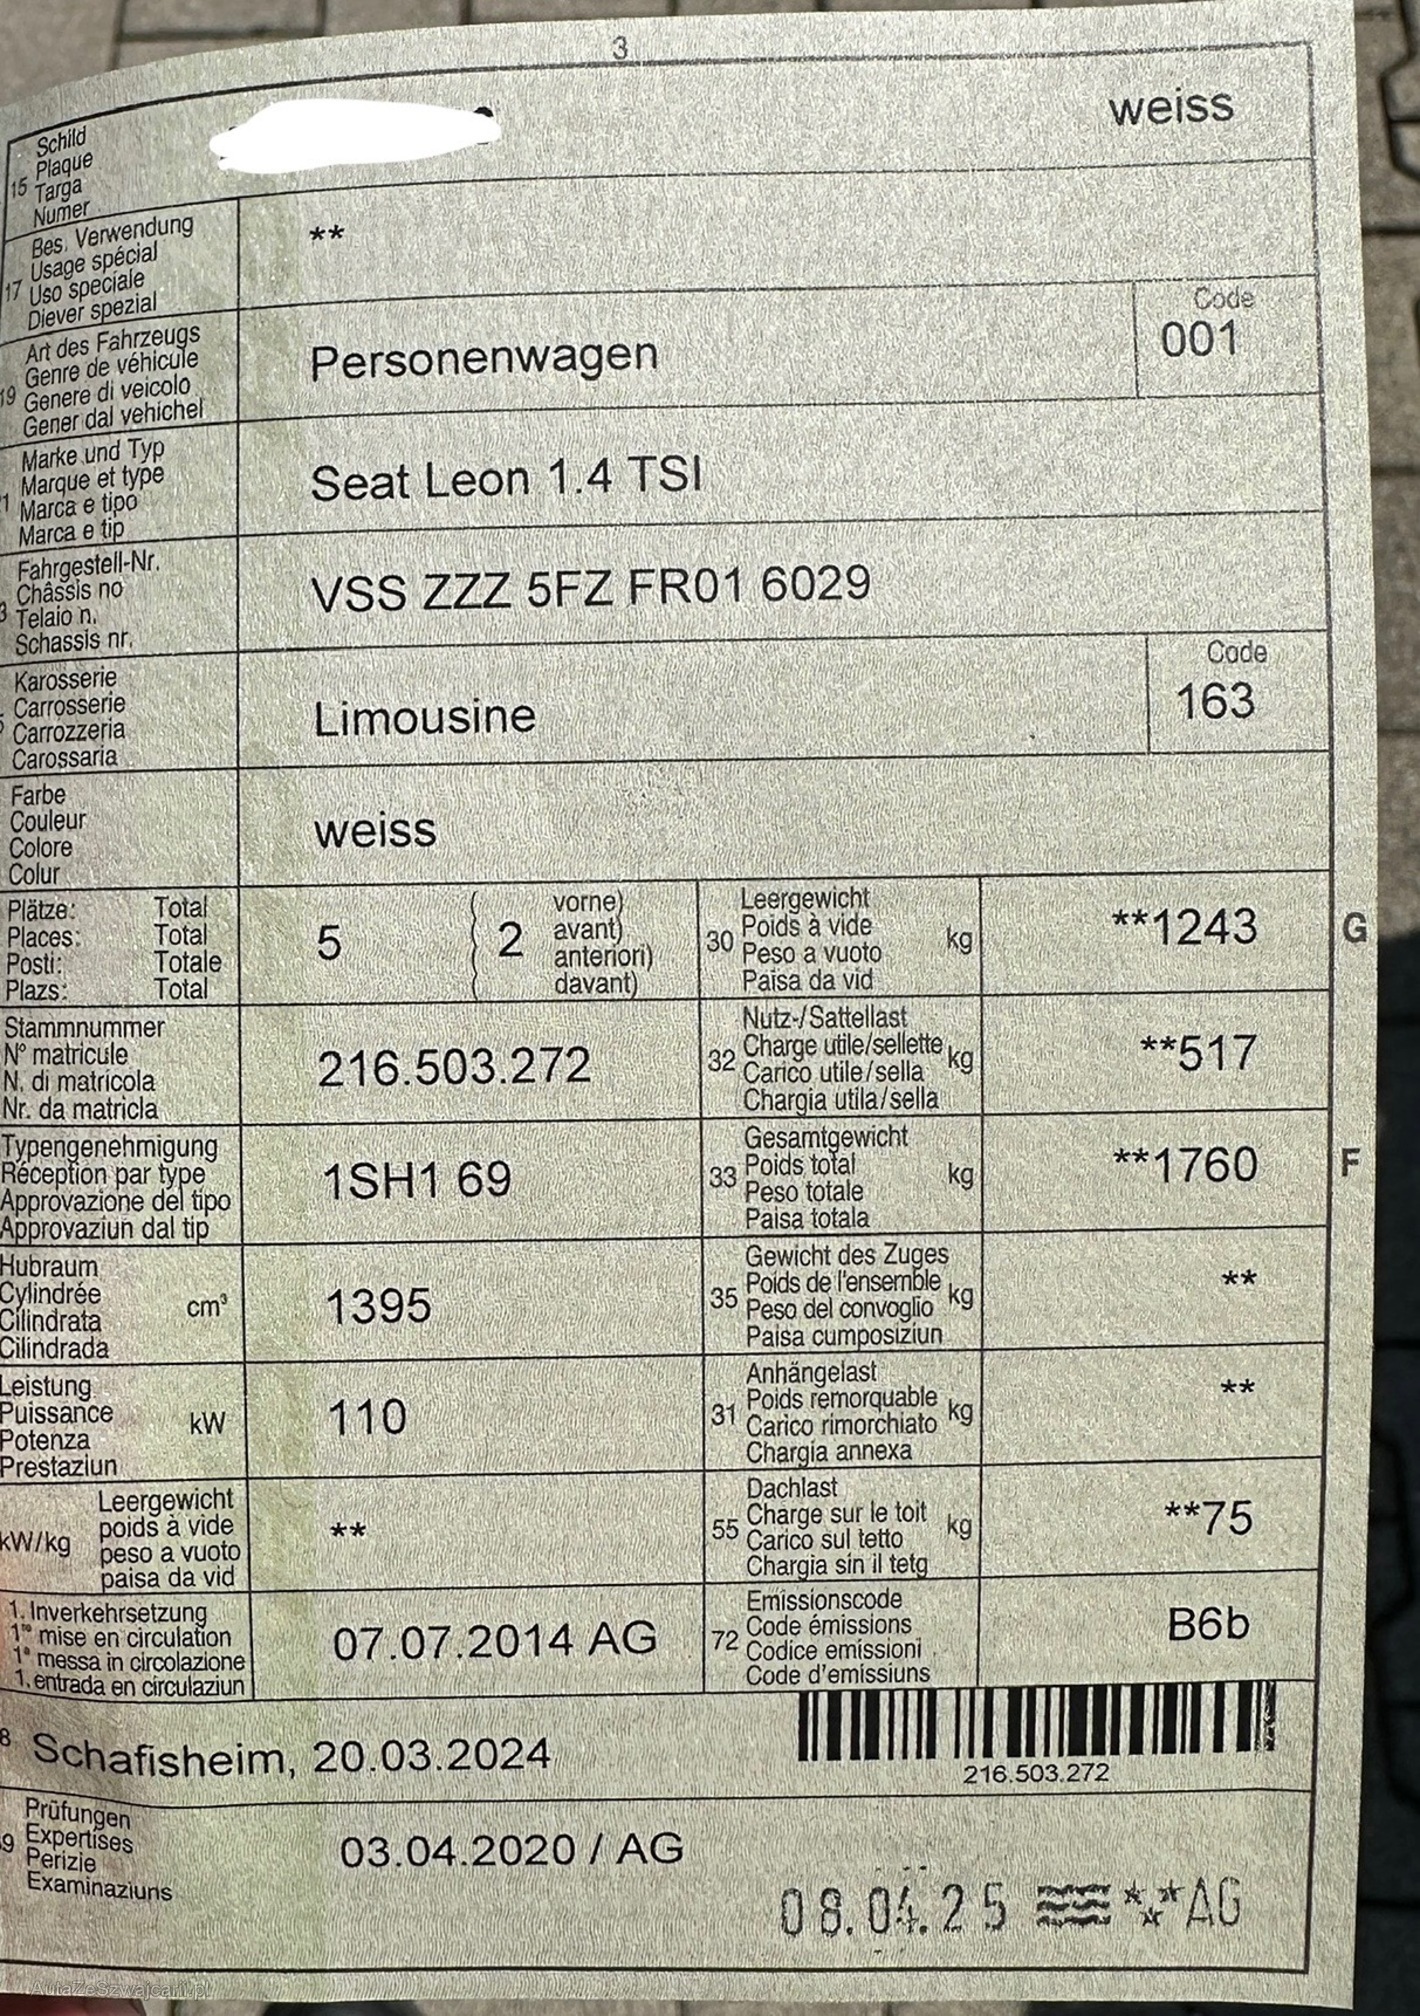 3
15 Schild
Plaque
Targa
Numer
weiss
17 Bes. Verwendung
Usage spécial
Uso speciale
Diever spezial
**
19 Art des Fahrzeugs
Genre de véhicule
Genere di veicolo
Gener dal vehichel
Personenwagen
Code
001
Marke und Typ
Marque et type
Marca e tipo
Marca e tip
Seat Leon 1.4 TSI
Fahrgestell-Nr.
Châssis no
Telaio n.
Schassis nr.
VSS ZZZ 5FZ FR01 6029
Karosserie
Carrosserie
Carrozzeria
Carossaria
Limousine
Code
163
Farbe
Couleur
Colore
Colur
weiss
Plätze: Total
Places: Total
Posti: Totale
Plazs: Total
5
2
vorne)
avant)
anteriori)
davant)
30 Leergewicht
Poids à vide
Peso a vuoto
Paisa da vid
kg
**1243
G
Stammnummer
N° matricule
N. di matricola
Nr. da matricla
216.503.272
32 Nutz-/Sattellast
Charge utile/sellette
Carico utile/sella
Chargia utila/sella
kg
**517
Typengenehmigung
Réception par type
Approvazione del tipo
Approvaziun dal tip
1SH1 69
33 Gesamtgewicht
Poids total
Peso totale
Paisa totala
kg
**1760
F
Hubraum
Cylindrée
Cilindrata
Cilindrada
cm³
1395
35 Gewicht des Zuges
Poids de l'ensemble
Peso del convoglio
Paisa cumposiziun
kg
**
Leistung
Puissance
Potenza
Prestaziun
kW
110
31 Anhängelast
Poids remorquable
Carico rimorchiato
Chargia annexa
kg
**
kW/kg
Leergewicht
poids à vide
peso a vuoto
paisa da vid
**
55 Dachlast
Charge sur le toit
Carico sul tetto
Chargia sin il tetg
kg
**75
1. Inverkehrsetzung
1re mise en circulation
1a messa in circolazione
1. entrada en circulaziun
07.07.2014 AG
72 Emissionscode
Code émissions
Codice emissioni
Code d'emissiuns
B6b
Schafisheim, 20.03.2024
216.503.272
Prüfungen
Expertises
Perizie
Examinaziuns
03.04.2020 / AG
08.04.25 AG
AutaZeSzwajcarii.pl